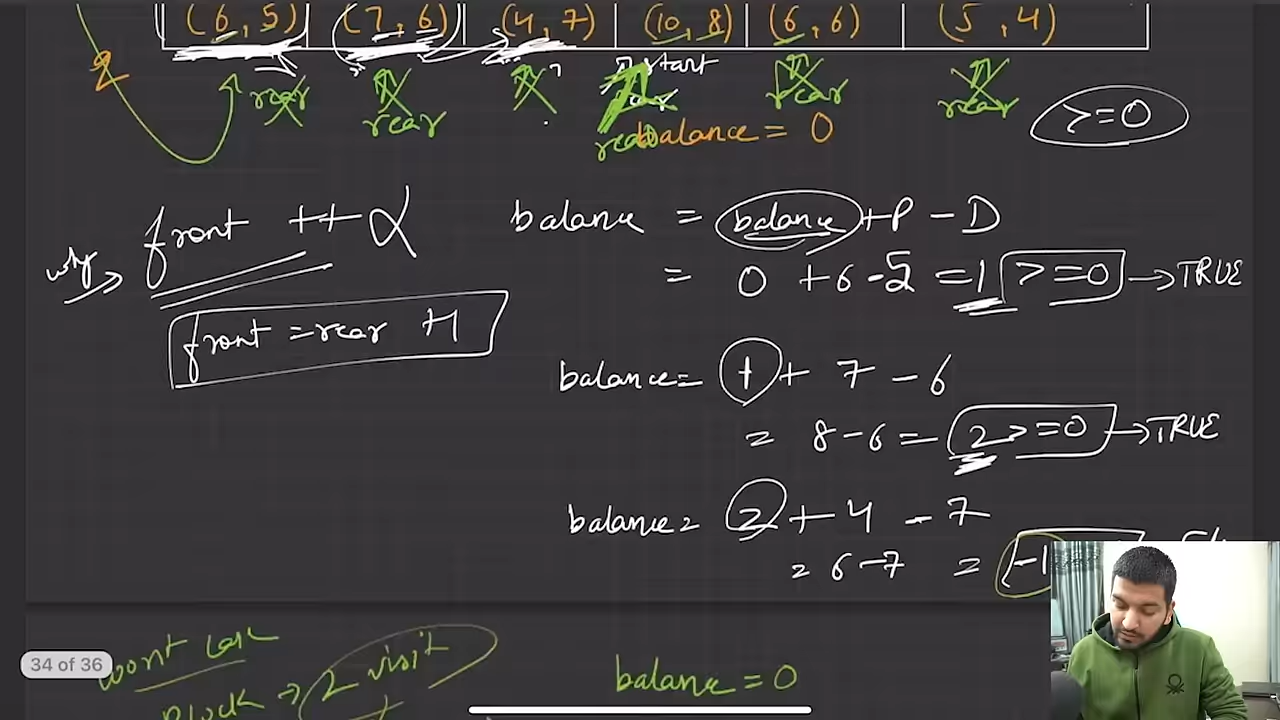 (6,5) (7,6) (4,7) (10,8) (6,6) (5,4)
2 rear rear start rear rear
rear
balance = 0
>=0
why front ++
front = rear +1
balance = balance + P - D
= 0 + 6 - 5 = 1 >=0 → TRUE
balance = 1 + 7 - 6
= 8 - 6 = 2 >=0 → TRUE
balance = 2 + 4 - 7
= 6 - 7 = -1
34 of 36
2 visit
balance = 0